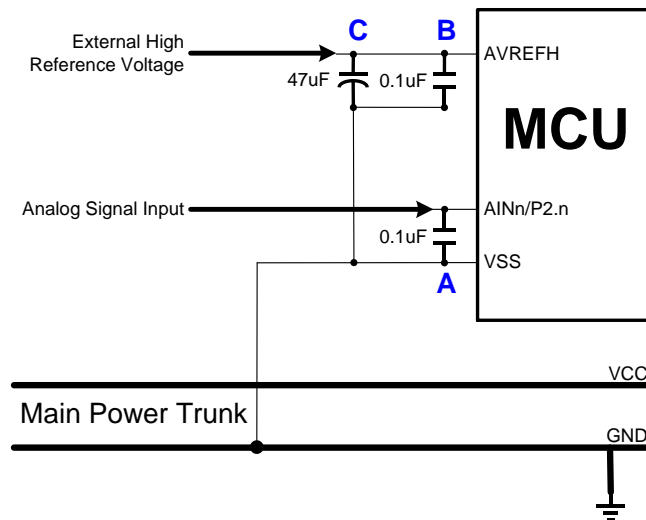 C
B
External High
Reference Voltage
AVREFH
47uF
0.1uF
MCU
Analog Signal Input
AINn/P2.n
0.1uF
VSS
A
VCC
Main Power Trunk
GND